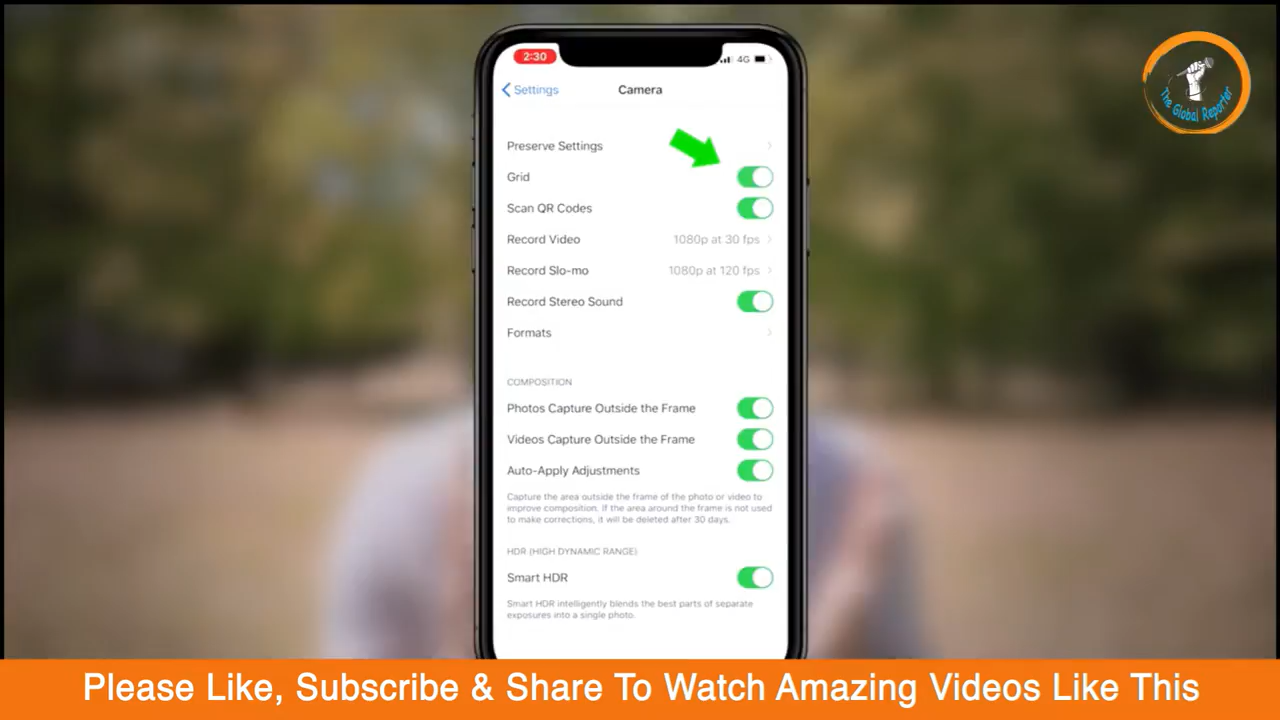 2:30
4G
The Global Reporter
Settings
Camera
Preserve Settings
Grid
Scan QR Codes
Record Video 1080p at 30 fps
Record Slo-mo 1080p at 120 fps
Record Stereo Sound
Formats
COMPOSITION
Photos Capture Outside the Frame
Videos Capture Outside the Frame
Auto-Apply Adjustments
Capture the area outside the frame of the photo or video to
improve composition. If the area around the frame is not used
to make corrections, it will be deleted after 30 days.
HDR (HIGH DYNAMIC RANGE)
Smart HDR
Smart HDR intelligently blends the best parts of separate
exposures into a single photo.
Please Like, Subscribe & Share To Watch Amazing Videos Like This